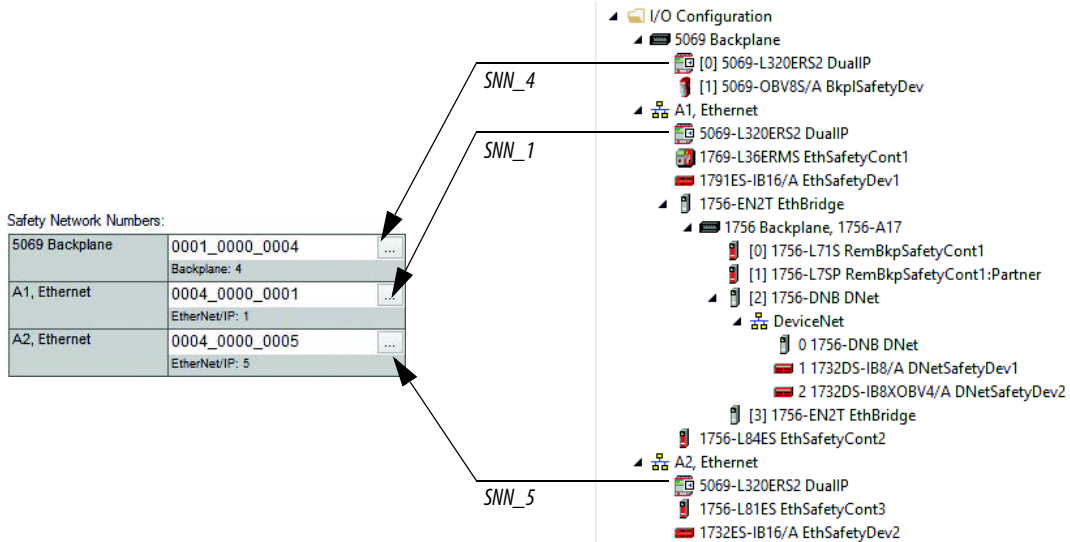 Safety Network Numbers:
5069 Backplane
0001_0000_0004
...
Backplane: 4
A1, Ethernet
0004_0000_0001
...
EtherNet/IP: 1
A2, Ethernet
0004_0000_0005
...
EtherNet/IP: 5
SNN_4
SNN_1
SNN_5
I/O Configuration
5069 Backplane
[0] 5069-L320ERS2 DualIP
[1] 5069-OBV8S/A BkplSafetyDev
A1, Ethernet
5069-L320ERS2 DualIP
1769-L36ERMS EthSafetyCont1
1791ES-IB16/A EthSafetyDev1
1756-EN2T EthBridge
1756 Backplane, 1756-A17
[0] 1756-L71S RemBkpSafetyCont1
[1] 1756-L7SP RemBkpSafetyCont1:Partner
[2] 1756-DNB DNet
DeviceNet
0 1756-DNB DNet
1 1732DS-IB8/A DNetSafetyDev1
2 1732DS-IB8XOBV4/A DNetSafetyDev2
[3] 1756-EN2T EthBridge
1756-L84ES EthSafetyCont2
A2, Ethernet
5069-L320ERS2 DualIP
1756-L81ES EthSafetyCont3
1732ES-IB16/A EthSafetyDev2